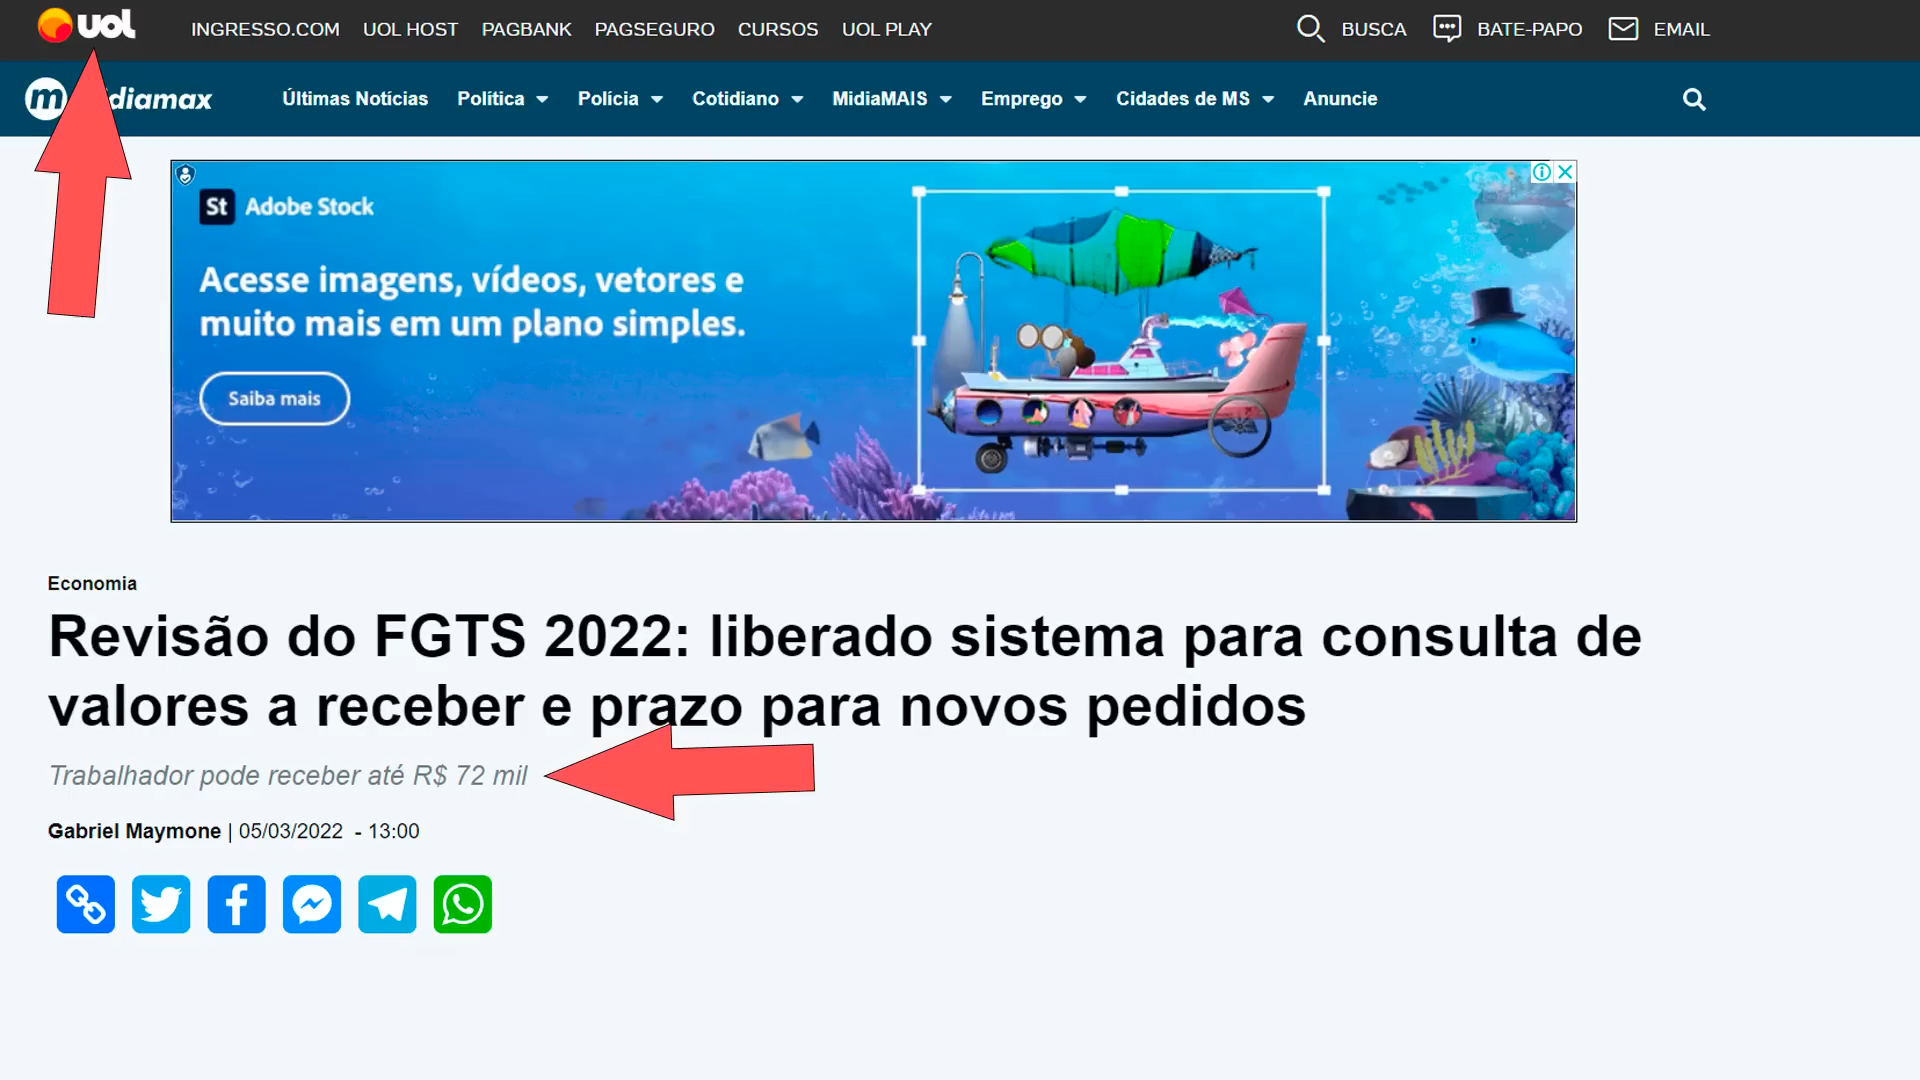 uol INGRESSO.COM UOL HOST PAGBANK PAGSEGURO CURSOS UOL PLAY BUSCA BATE-PAPO EMAIL
m diamax Últimas Notícias Política Polícia Cotidiano MidiaMAIS Emprego Cidades de MS Anuncie
St Adobe Stock
Acesse imagens, vídeos, vetores e
muito mais em um plano simples.
Saiba mais
Economia
Revisão do FGTS 2022: liberado sistema para consulta de
valores a receber e prazo para novos pedidos
Trabalhador pode receber até R$ 72 mil
Gabriel Maymone | 05/03/2022 - 13:00